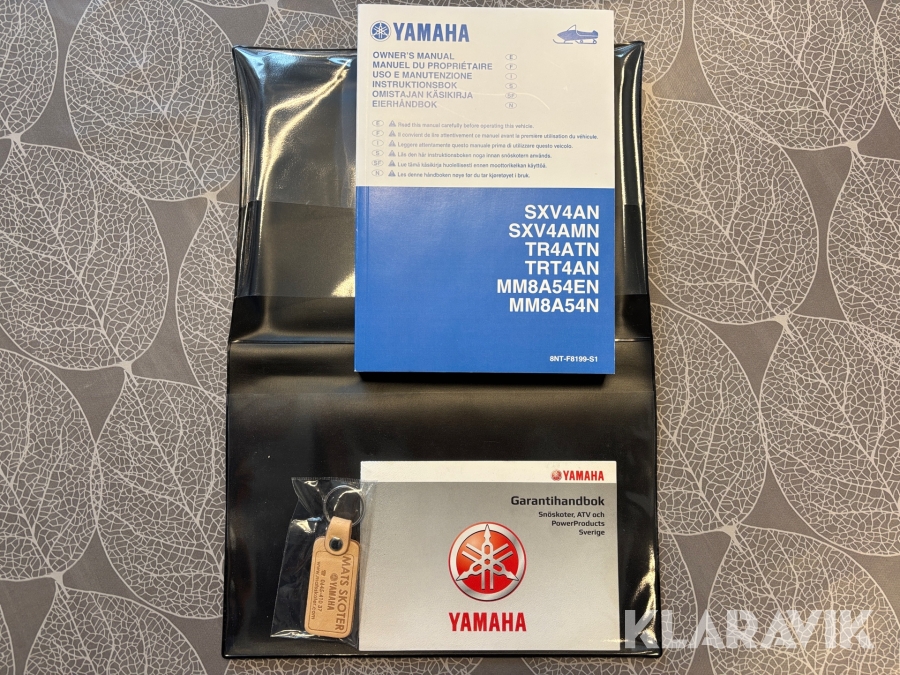 YAMAHA
OWNER'S MANUAL E
MANUEL DU PROPRIÉTAIRE F
USO E MANUTENZIONE I
INSTRUKTIONSBOK S
OMISTAJAN KÄSIKIRJA SF
EIERHÅNDBOK N
E Read this manual carefully before operating this vehicle.
F Il convient de lire attentivement ce manuel avant la première utilisation du véhicule.
I Leggere attentamente questo manuale prima di utilizzare questo veicolo.
S Läs den här instruktionsboken noga innan snöskotern används.
SF Lue tämä käsikirja huolellisesti ennen moottorikelkan käyttöä.
N Les denne håndboken nøye før du tar kjøretøyet i bruk.
SXV4AN
SXV4AMN
TR4ATN
TRT4AN
MM8A54EN
MM8A54N
8NT-F8199-S1
YAMAHA
Garantihandbok
Snöskoter, ATV och
PowerProducts
Sverige
YAMAHA
MATS SKOTER
YAMAHA
KLARAVIK